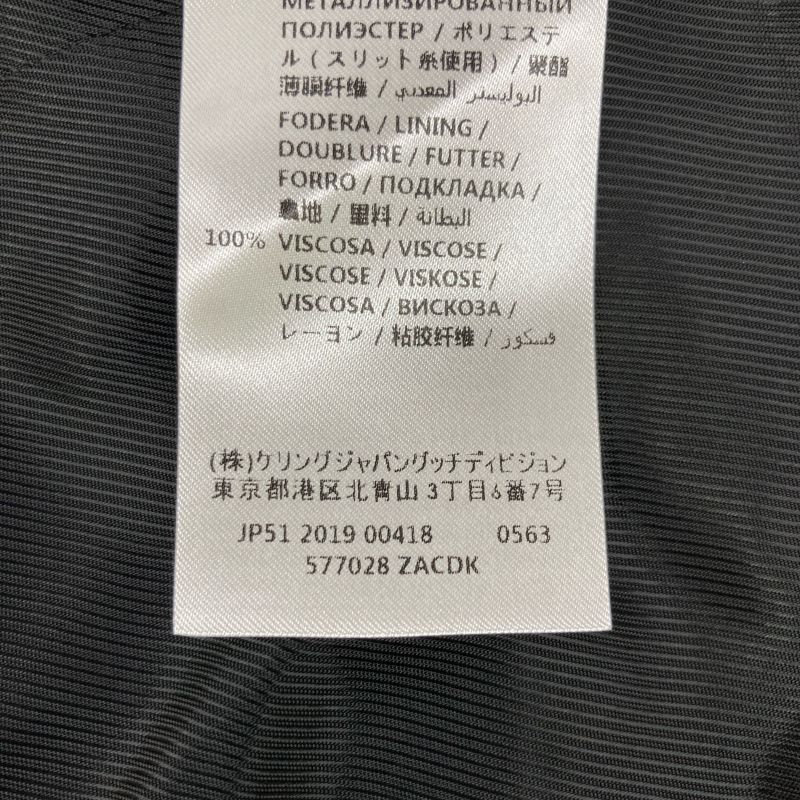 МЕТАЛЛИЗИРОВАННЫЙ
ПОЛИЭСТЕР / ポリエステ
ル ( スリット糸使用 ) / 聚酯
薄膜纤维 / البوليستر المعدني
FODERA / LINING /
DOUBLURE / FUTTER /
FORRO / ПОДКЛАДКА /
裏地 / 里料 / البطانة
100% VISCOSA / VISCOSE /
VISCOSE / VISKOSE /
VISCOSA / ВИСКОЗА /
レーヨン / 粘胶纤维 / فسكوز
(株)ケリングジャパングッチディビジョン
東京都港区北青山 3丁目6番7号
JP51 2019 00418 0563
577028 ZACDK